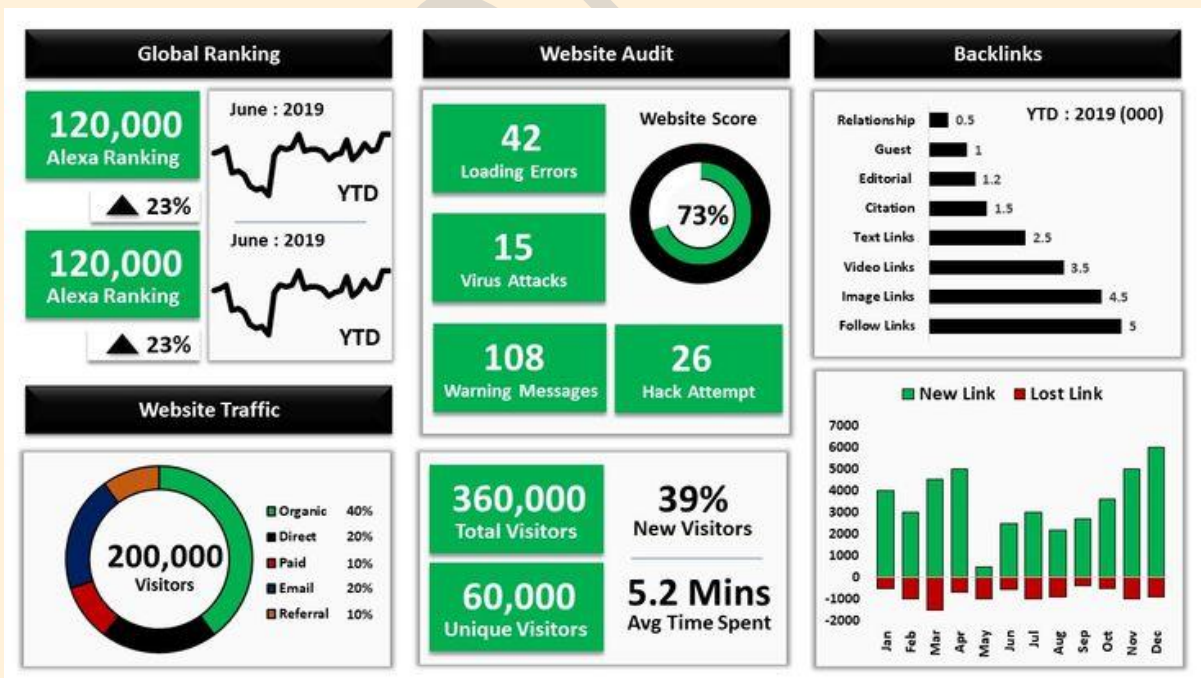 Global Ranking
120,000
Alexa Ranking
23%
June : 2019
YTD
120,000
Alexa Ranking
23%
June : 2019
YTD
Website Traffic
200,000
Visitors
Organic 40%
Direct 20%
Paid 10%
Email 20%
Referral 10%
Website Audit
42
Loading Errors
Website Score
73%
15
Virus Attacks
108
Warning Messages
26
Hack Attempt
360,000
Total Visitors
39%
New Visitors
60,000
Unique Visitors
5.2 Mins
Avg Time Spent
Backlinks
YTD : 2019 (000)
Relationship 0.5
Guest 1
Editorial 1.2
Citation 1.5
Text Links 2.5
Video Links 3.5
Image Links 4.5
Follow Links 5
New Link Lost Link
7000
6000
5000
4000
3000
2000
1000
0
-1000
-2000
Jan Feb Mar Apr May Jun Jul Aug Sep Oct Nov Dec